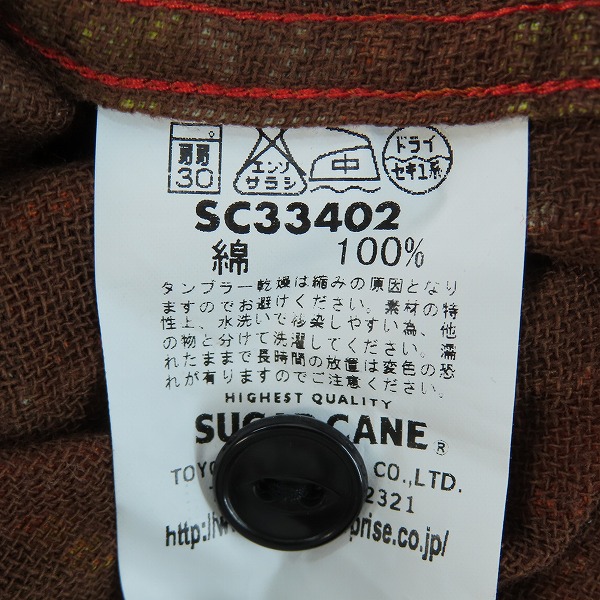 弱弱 エンソ 中 ドライ
30 サラシ セキユ系
SC33402
綿 100%
タンブラー乾燥は縮みの原因となり
ますのでお避けください。素材の特
性上、水洗いで移染しやすい為、他
の物と分けて洗濯してください。濡
れたままで長時間の放置は変色の恐
れが有りますのでご注意ください。
HIGHEST QUALITY
CANE ®
CO.,LTD.
2321
http://w prise.co.jp/